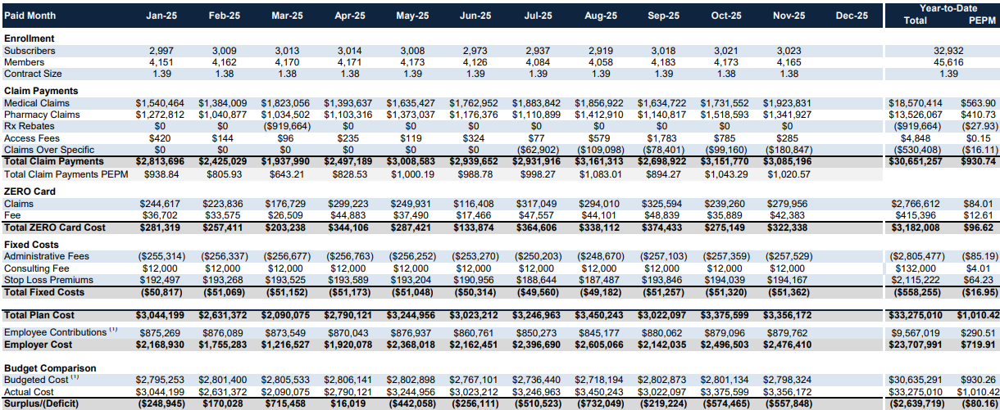 Year-to-Date
Paid Month Jan-25 Feb-25 Mar-25 Apr-25 May-25 Jun-25 Jul-25 Aug-25 Sep-25 Oct-25 Nov-25 Dec-25 Total PEPM
Enrollment
Subscribers 2,997 3,009 3,013 3,014 3,008 2,973 2,937 2,919 3,018 3,021 3,023 32,932
Members 4,151 4,162 4,170 4,171 4,173 4,126 4,084 4,058 4,183 4,173 4,165 45,616
Contract Size 1.39 1.38 1.38 1.38 1.39 1.39 1.39 1.39 1.39 1.38 1.38 1.39
Claim Payments
Medical Claims $1,540,464 $1,384,009 $1,823,056 $1,393,637 $1,635,427 $1,762,952 $1,883,842 $1,856,922 $1,634,722 $1,731,552 $1,923,831 $18,570,414 $563.90
Pharmacy Claims $1,272,812 $1,040,877 $1,034,502 $1,103,316 $1,373,037 $1,176,376 $1,110,899 $1,412,910 $1,140,817 $1,518,593 $1,341,927 $13,526,067 $410.73
Rx Rebates $0 $0 ($919,664) $0 $0 $0 $0 $0 $0 $0 $0 ($919,664) ($27.93)
Access Fees $420 $144 $96 $235 $119 $324 $77 $579 $1,783 $785 $285 $4,848 $0.15
Claims Over Specific $0 $0 $0 $0 $0 $0 ($62,902) ($109,098) ($78,401) ($99,160) ($180,847) ($530,408) ($16.11)
Total Claim Payments $2,813,696 $2,425,029 $1,937,990 $2,497,189 $3,008,583 $2,939,652 $2,931,916 $3,161,313 $2,698,922 $3,151,770 $3,085,196 $30,651,257 $930.74
Total Claim Payments PEPM $938.84 $805.93 $643.21 $828.53 $1,000.19 $988.78 $998.27 $1,083.01 $894.27 $1,043.29 $1,020.57
ZERO Card
Claims $244,617 $223,836 $176,729 $299,223 $249,931 $116,408 $317,049 $294,010 $325,594 $239,260 $279,956 $2,766,612 $84.01
Fee $36,702 $33,575 $26,509 $44,883 $37,490 $17,466 $47,557 $44,101 $48,839 $35,889 $42,383 $415,396 $12.61
Total ZERO Card Cost $281,319 $257,411 $203,238 $344,106 $287,421 $133,874 $364,606 $338,112 $374,433 $275,149 $322,338 $3,182,008 $96.62
Fixed Costs
Administrative Fees ($255,314) ($256,337) ($256,677) ($256,763) ($256,252) ($253,270) ($250,203) ($248,670) ($257,103) ($257,359) ($257,529) ($2,805,477) ($85.19)
Consulting Fee $12,000 $12,000 $12,000 $12,000 $12,000 $12,000 $12,000 $12,000 $12,000 $12,000 $12,000 $132,000 $4.01
Stop Loss Premiums $192,497 $193,268 $193,525 $193,589 $193,204 $190,956 $188,644 $187,487 $193,846 $194,039 $194,167 $2,115,222 $64.23
Total Fixed Costs ($50,817) ($51,069) ($51,152) ($51,173) ($51,048) ($50,314) ($49,560) ($49,182) ($51,257) ($51,320) ($51,362) ($558,255) ($16.95)
Total Plan Cost $3,044,199 $2,631,372 $2,090,075 $2,790,121 $3,244,956 $3,023,212 $3,246,963 $3,450,243 $3,022,097 $3,375,599 $3,356,172 $33,275,010 $1,010.42
Employee Contributions (1) $875,269 $876,089 $873,549 $870,043 $876,937 $860,761 $850,273 $845,177 $880,062 $879,096 $879,762 $9,567,019 $290.51
Employer Cost $2,168,930 $1,755,283 $1,216,527 $1,920,078 $2,368,018 $2,162,451 $2,396,690 $2,605,066 $2,142,035 $2,496,503 $2,476,410 $23,707,991 $719.91
Budget Comparison
Budgeted Cost (1) $2,795,253 $2,801,400 $2,805,533 $2,806,141 $2,802,898 $2,767,101 $2,736,440 $2,718,194 $2,802,873 $2,801,134 $2,798,324 $30,635,291 $930.26
Actual Cost $3,044,199 $2,631,372 $2,090,075 $2,790,121 $3,244,956 $3,023,212 $3,246,963 $3,450,243 $3,022,097 $3,375,599 $3,356,172 $33,275,010 $1,010.42
Surplus/(Deficit) ($248,945) $170,028 $715,458 $16,019 ($442,058) ($256,111) ($510,523) ($732,049) ($219,224) ($574,465) ($557,848) ($2,639,719) ($80.16)